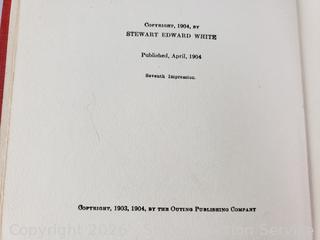 COPYRIGHT, 1904, BY
STEWART EDWARD WHITE
Published, April, 1904
Seventh Impression.
COPYRIGHT, 1903, 1904, BY THE OUTING PUBLISHING COMPANY